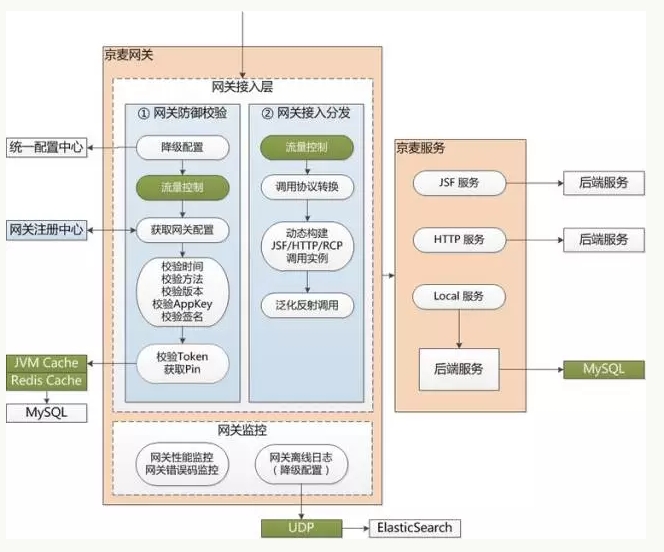 京麦网关
网关接入层
① 网关防御校验
降级配置
流量控制
获取网关配置
校验时间
校验方法
校验版本
校验AppKey
校验签名
校验Token
获取Pin
② 网关接入分发
流量控制
调用协议转换
动态构建
JSF/HTTP/RCP
调用实例
泛化反射调用
统一配置中心
网关注册中心
JVM Cache
Redis Cache
MySQL
京麦服务
JSF 服务
后端服务
HTTP 服务
后端服务
Local 服务
后端服务
MySQL
网关监控
网关性能监控
网关错误码监控
网关离线日志
（降级配置）
UDP
ElasticSearch